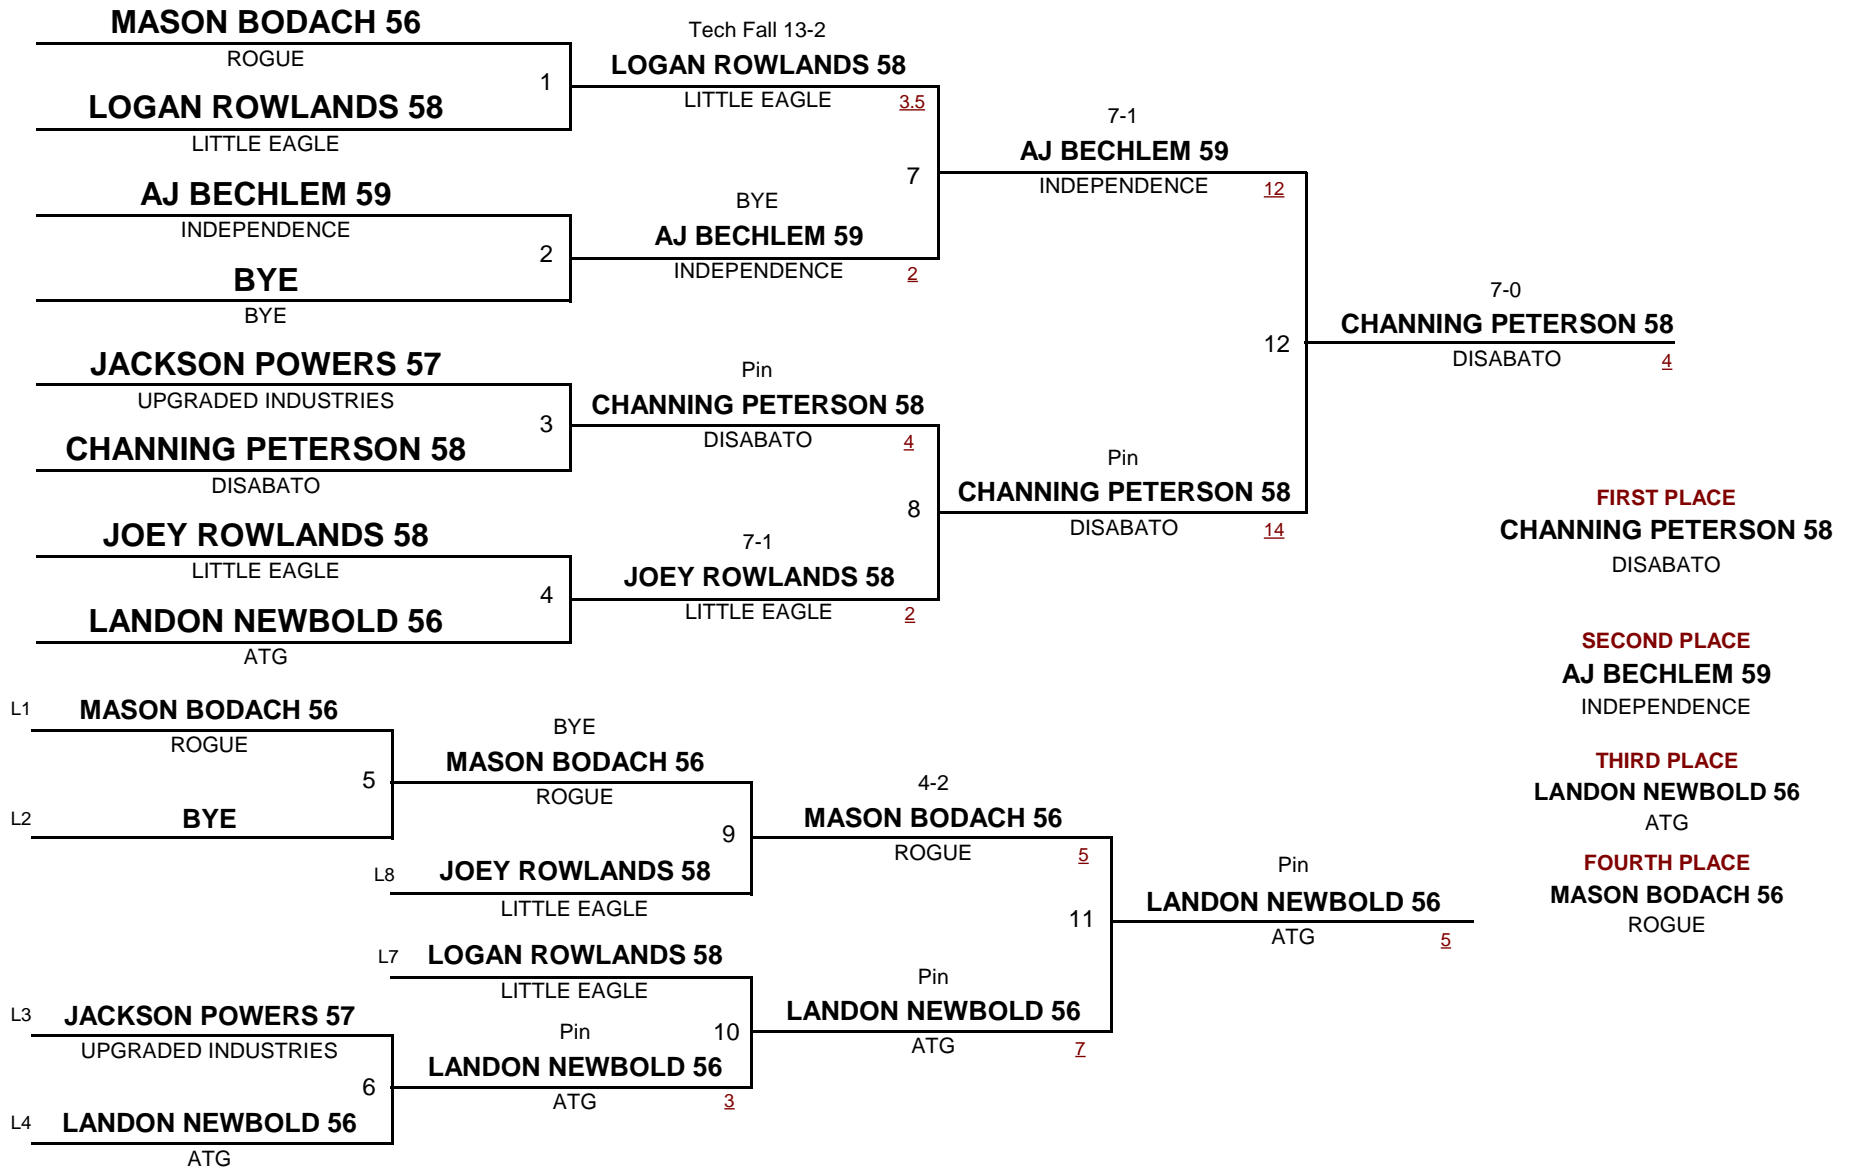 MASON BODACH 56
ROGUE
1
LOGAN ROWLANDS 58
LITTLE EAGLE
AJ BECHLEM 59
INDEPENDENCE
2
BYE
BYE
JACKSON POWERS 57
UPGRADED INDUSTRIES
3
CHANNING PETERSON 58
DISABATO
JOEY ROWLANDS 58
LITTLE EAGLE
4
LANDON NEWBOLD 56
ATG
Tech Fall 13-2
LOGAN ROWLANDS 58
LITTLE EAGLE 3.5
7
BYE
AJ BECHLEM 59
INDEPENDENCE 2
Pin
CHANNING PETERSON 58
DISABATO 4
8
7-1
JOEY ROWLANDS 58
LITTLE EAGLE 2
7-1
AJ BECHLEM 59
INDEPENDENCE 12
12
Pin
CHANNING PETERSON 58
DISABATO 14
7-0
CHANNING PETERSON 58
DISABATO 4
L1 MASON BODACH 56
ROGUE
5
L2 BYE
BYE
MASON BODACH 56
ROGUE
9
L8 JOEY ROWLANDS 58
LITTLE EAGLE
L7 LOGAN ROWLANDS 58
LITTLE EAGLE
10
L3 JACKSON POWERS 57
UPGRADED INDUSTRIES
6
L4 LANDON NEWBOLD 56
ATG
Pin
LANDON NEWBOLD 56
ATG 3
4-2
MASON BODACH 56
ROGUE 5
11
Pin
LANDON NEWBOLD 56
ATG 7
Pin
LANDON NEWBOLD 56
ATG 5
FIRST PLACE
CHANNING PETERSON 58
DISABATO
SECOND PLACE
AJ BECHLEM 59
INDEPENDENCE
THIRD PLACE
LANDON NEWBOLD 56
ATG
FOURTH PLACE
MASON BODACH 56
ROGUE